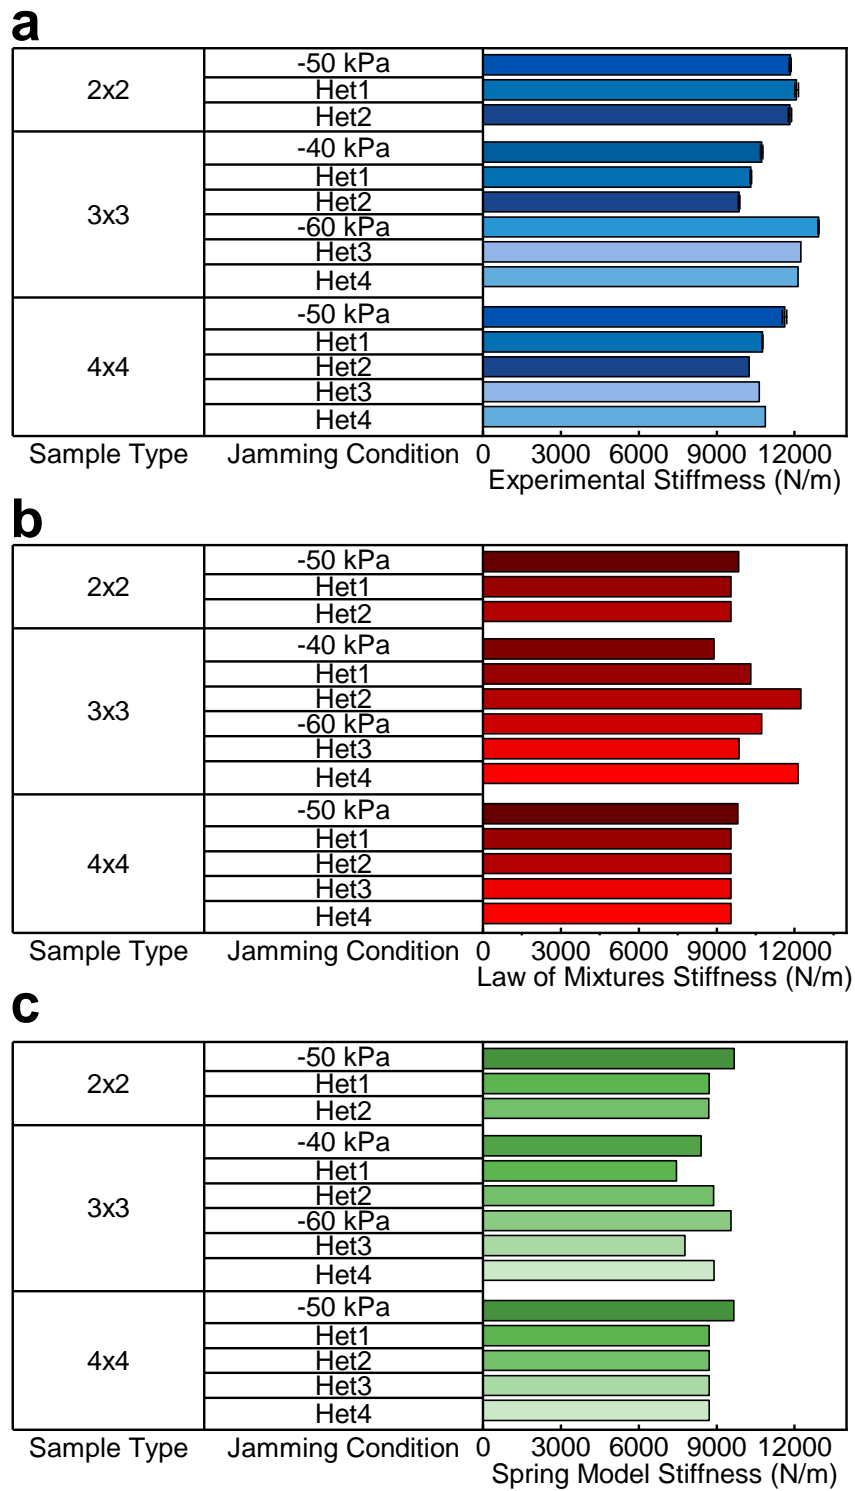 a
2x2
-50 kPa
Het1
Het2
3x3
-40 kPa
Het1
Het2
-60 kPa
Het3
Het4
4x4
-50 kPa
Het1
Het2
Het3
Het4
Sample Type Jamming Condition 0 3000 6000 9000 12000
Experimental Stiffmess (N/m)
b
2x2
-50 kPa
Het1
Het2
3x3
-40 kPa
Het1
Het2
-60 kPa
Het3
Het4
4x4
-50 kPa
Het1
Het2
Het3
Het4
Sample Type Jamming Condition 0 3000 6000 9000 12000
Law of Mixtures Stiffness (N/m)
c
2x2
-50 kPa
Het1
Het2
3x3
-40 kPa
Het1
Het2
-60 kPa
Het3
Het4
4x4
-50 kPa
Het1
Het2
Het3
Het4
Sample Type Jamming Condition 0 3000 6000 9000 12000
Spring Model Stiffness (N/m)